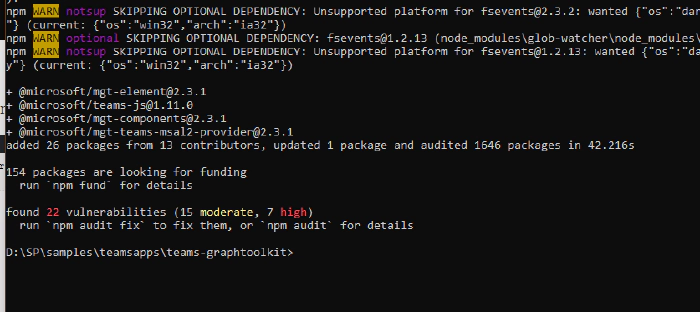 npm WARN notsup SKIPPING OPTIONAL DEPENDENCY: Unsupported platform for fsevents@2.3.2: wanted {"os":"dar
"} (current: {"os":"win32","arch":"ia32"})
npm WARN optional SKIPPING OPTIONAL DEPENDENCY: fsevents@1.2.13 (node_modules\glob-watcher\node_modules\
npm WARN notsup SKIPPING OPTIONAL DEPENDENCY: Unsupported platform for fsevents@1.2.13: wanted {"os":"da
y"} (current: {"os":"win32","arch":"ia32"})
+ @microsoft/mgt-element@2.3.1
+ @microsoft/teams-js@1.11.0
+ @microsoft/mgt-components@2.3.1
+ @microsoft/mgt-teams-msal2-provider@2.3.1
added 26 packages from 13 contributors, updated 1 package and audited 1646 packages in 42.216s
154 packages are looking for funding
run `npm fund` for details
found 22 vulnerabilities (15 moderate, 7 high)
run `npm audit fix` to fix them, or `npm audit` for details
D:\SP\samples\teamsapps\teams-graphtoolkit>